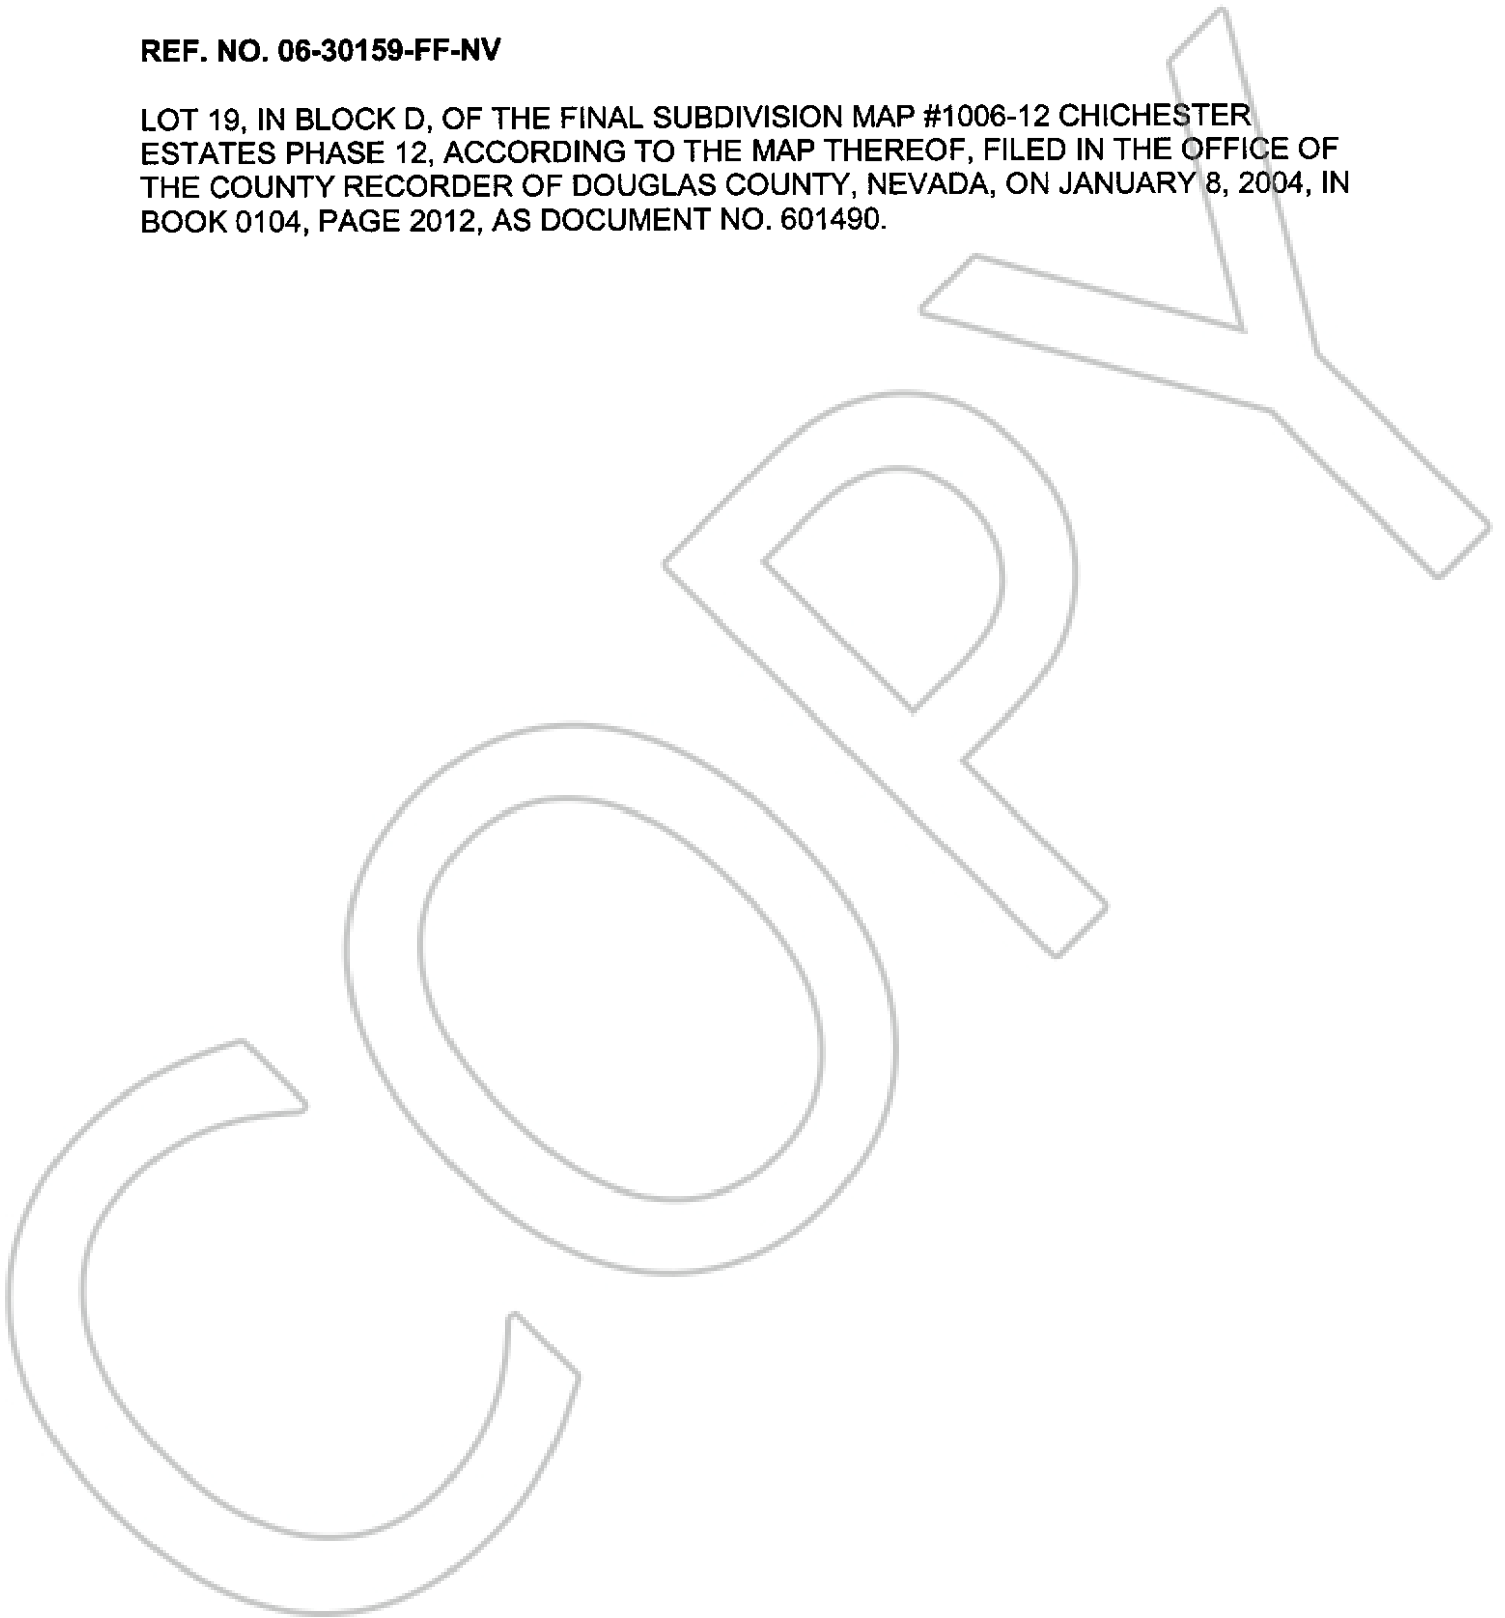 REF. NO. 06-30159-FF-NV
LOT 19, IN BLOCK D, OF THE FINAL SUBDIVISION MAP #1006-12 CHICHESTER
ESTATES PHASE 12, ACCORDING TO THE MAP THEREOF, FILED IN THE OFFICE OF
THE COUNTY RECORDER OF DOUGLAS COUNTY, NEVADA, ON JANUARY 8, 2004, IN
BOOK 0104, PAGE 2012, AS DOCUMENT NO. 601490.
COPY